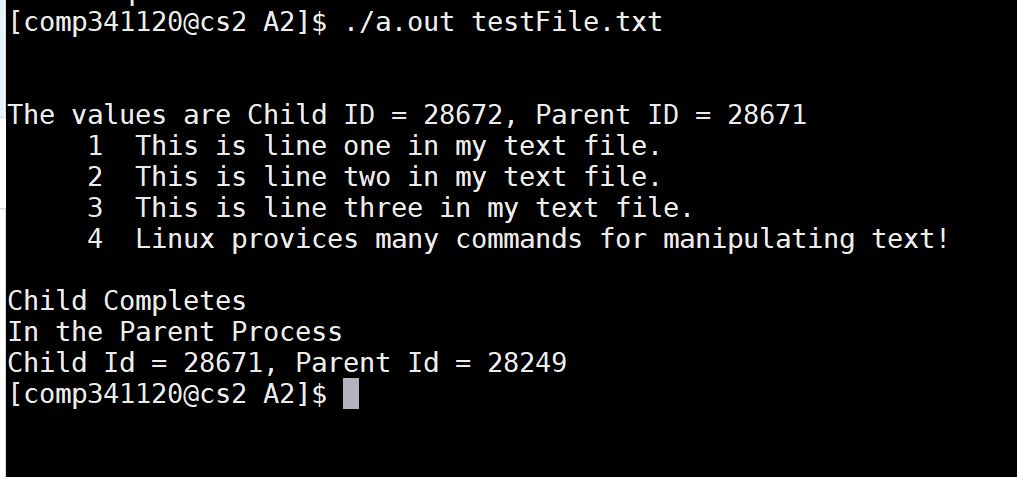 [comp341120@cs2 A2]$ ./a.out testFile.txt
The values are Child ID = 28672, Parent ID = 28671
1 This is line one in my text file.
2 This is line two in my text file.
3 This is line three in my text file.
4 Linux provices many commands for manipulating text!
Child Completes
In the Parent Process
Child Id = 28671, Parent Id = 28249
[comp341120@cs2 A2]$